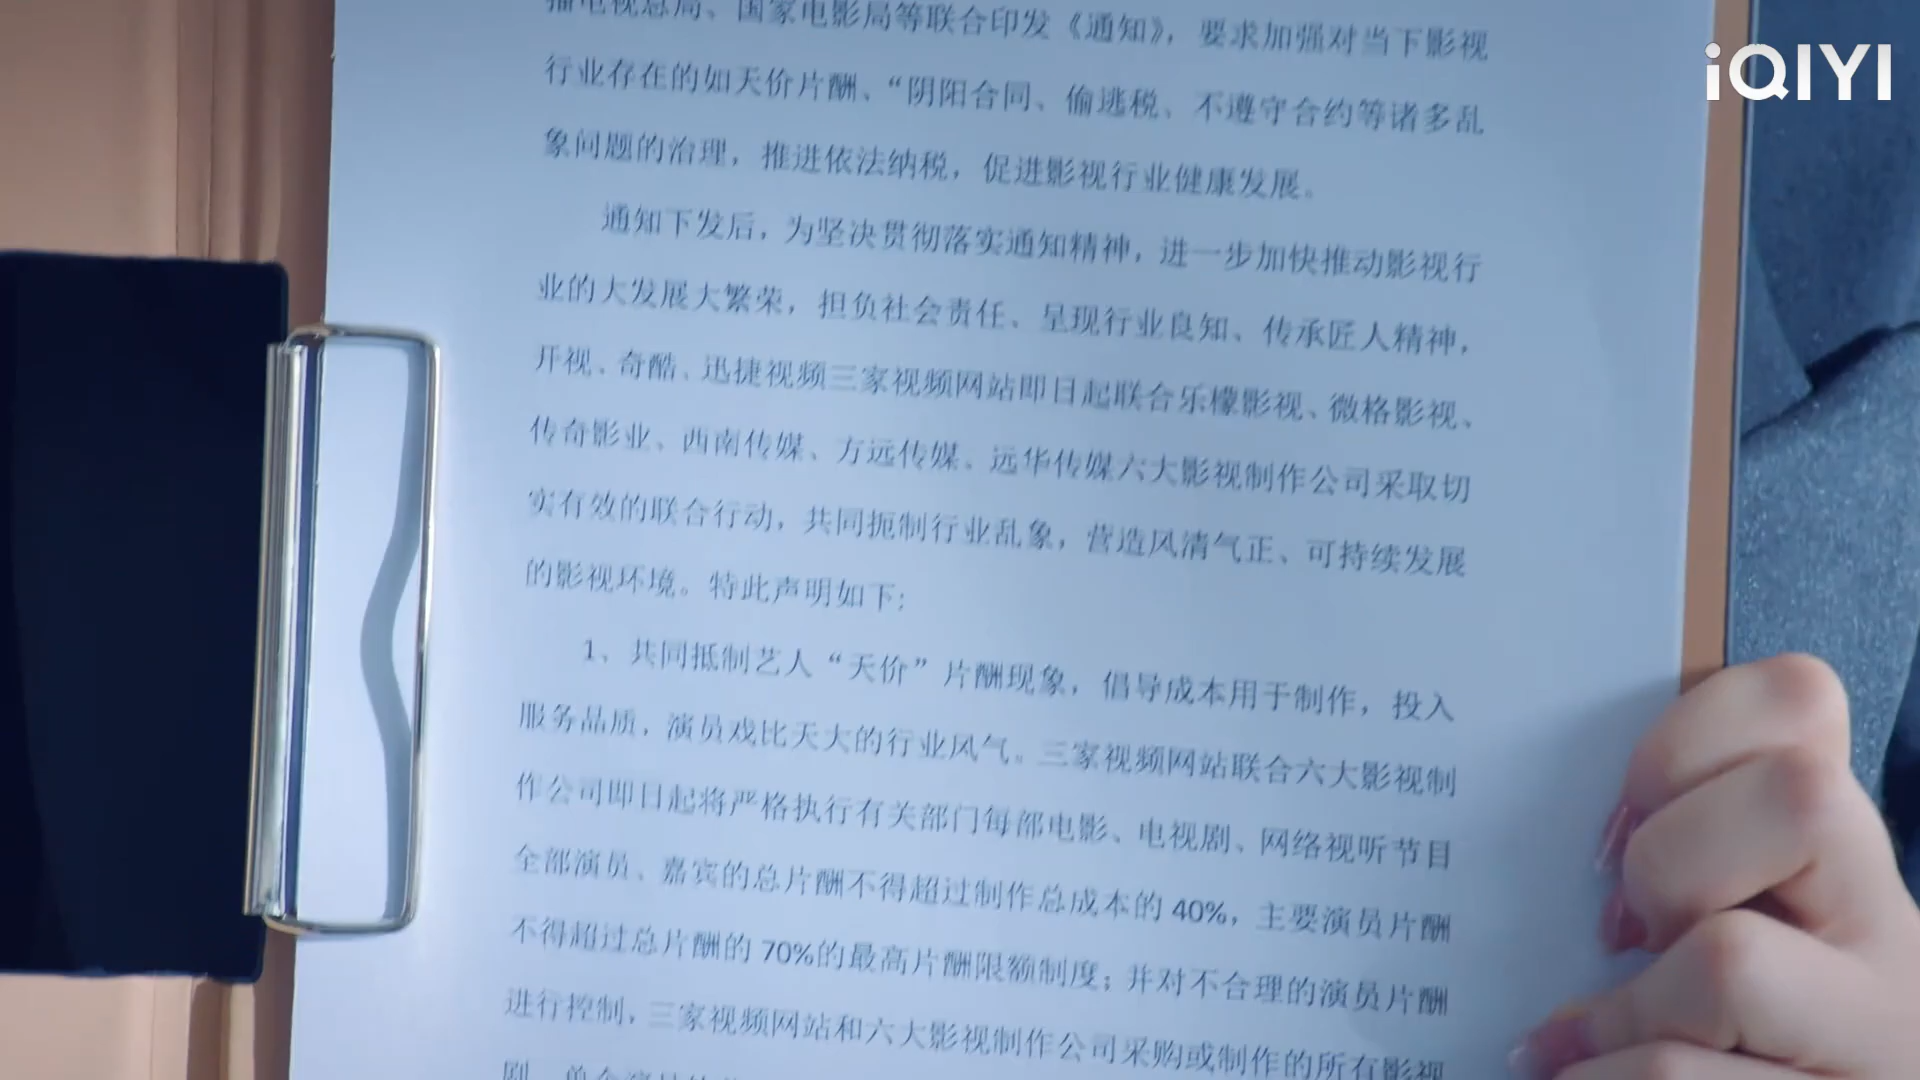 iQIYI
播电视总局、国家电影局等联合印发《通知》，要求加强对当下影视
行业存在的如天价片酬、“阴阳合同、偷逃税、不遵守合约等诸多乱
象问题的治理，推进依法纳税，促进影视行业健康发展。
通知下发后，为坚决贯彻落实通知精神，进一步加快推动影视行
业的大发展大繁荣，担负社会责任、呈现行业良知、传承匠人精神，
开视、奇酷、迅捷视频三家视频网站即日起联合乐檬影视、微格影视、
传奇影业、西南传媒、方远传媒、远华传媒六大影视制作公司采取切
实有效的联合行动，共同扼制行业乱象，营造风清气正、可持续发展
的影视环境。特此声明如下：
1、共同抵制艺人“天价”片酬现象，倡导成本用于制作，投入
服务品质，演员戏比天大的行业风气。三家视频网站联合六大影视制
作公司即日起将严格执行有关部门每部电影、电视剧、网络视听节目
全部演员、嘉宾的总片酬不得超过制作总成本的 40%，主要演员片酬
不得超过总片酬的 70%的最高片酬限额制度；并对不合理的演员片酬
进行控制，三家视频网站和六大影视制作公司采购或制作的所有影视